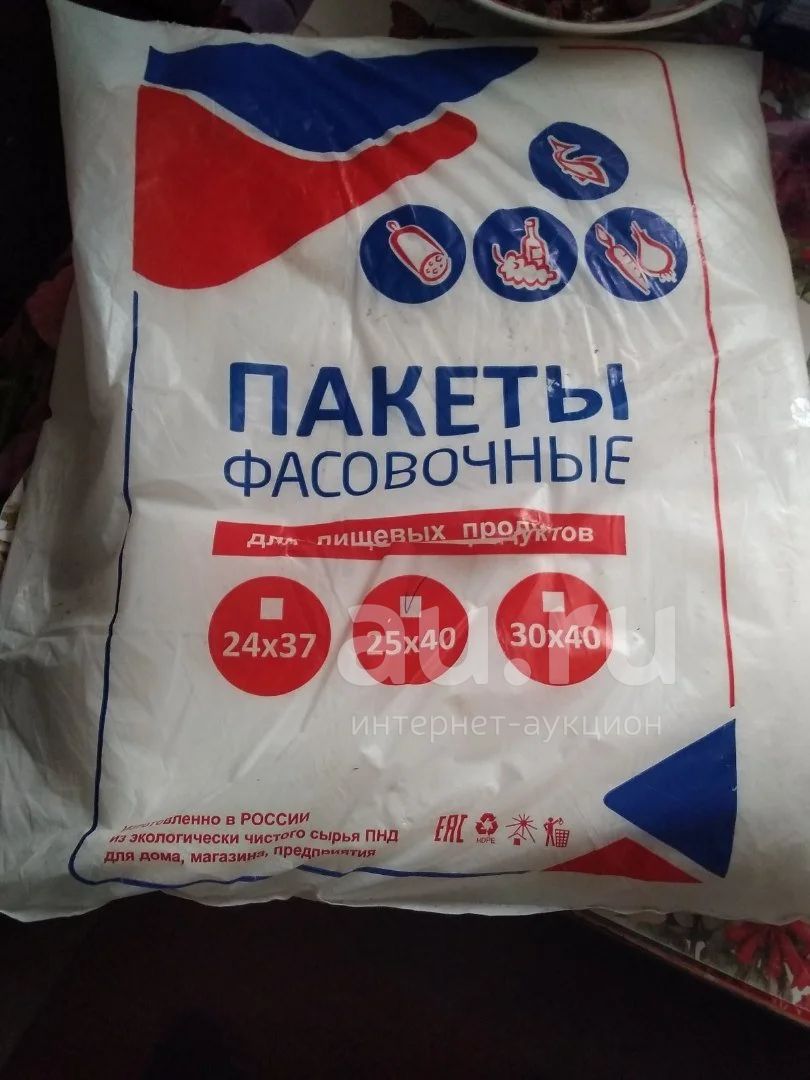 ПАКЕТЫ
ФАСОВОЧНЫЕ
для пищевых продуктов
24х37
25х40
30х40
au.ru
интернет-аукцион
в РОССИИ
из экологически чистого сырья ПНД
для дома, магазина, предприятия
EAC
HDPE